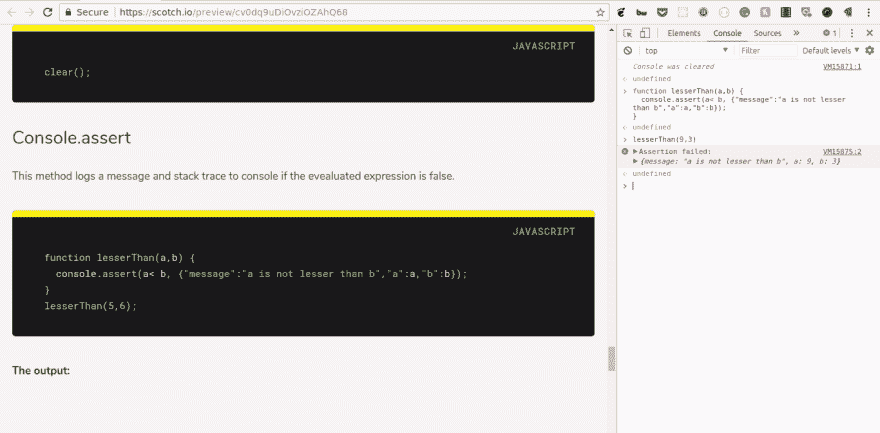 Secure
https://scotch.io/preview/cv0dq9uDiOvziOZAhQ68
JAVASCRIPT
clear();
Console.assert
This method logs a message and stack trace to console if the evealuated expression is false.
JAVASCRIPT
function lesserThan(a,b) {
console.assert(a< b, {"message":"a is not lesser than b","a":a,"b":b});
}
lesserThan(5,6);
The output:
Elements Console Sources » 1
top Filter Default levels
Console was cleared VM15871:1
undefined
function lesserThan(a,b) {
console.assert(a< b, {"message":"a is not lesser
than b","a":a,"b":b});
}
undefined
lesserThan(9,3)
Assertion failed: VM15875:2
{message: "a is not lesser than b", a: 9, b: 3}
undefined